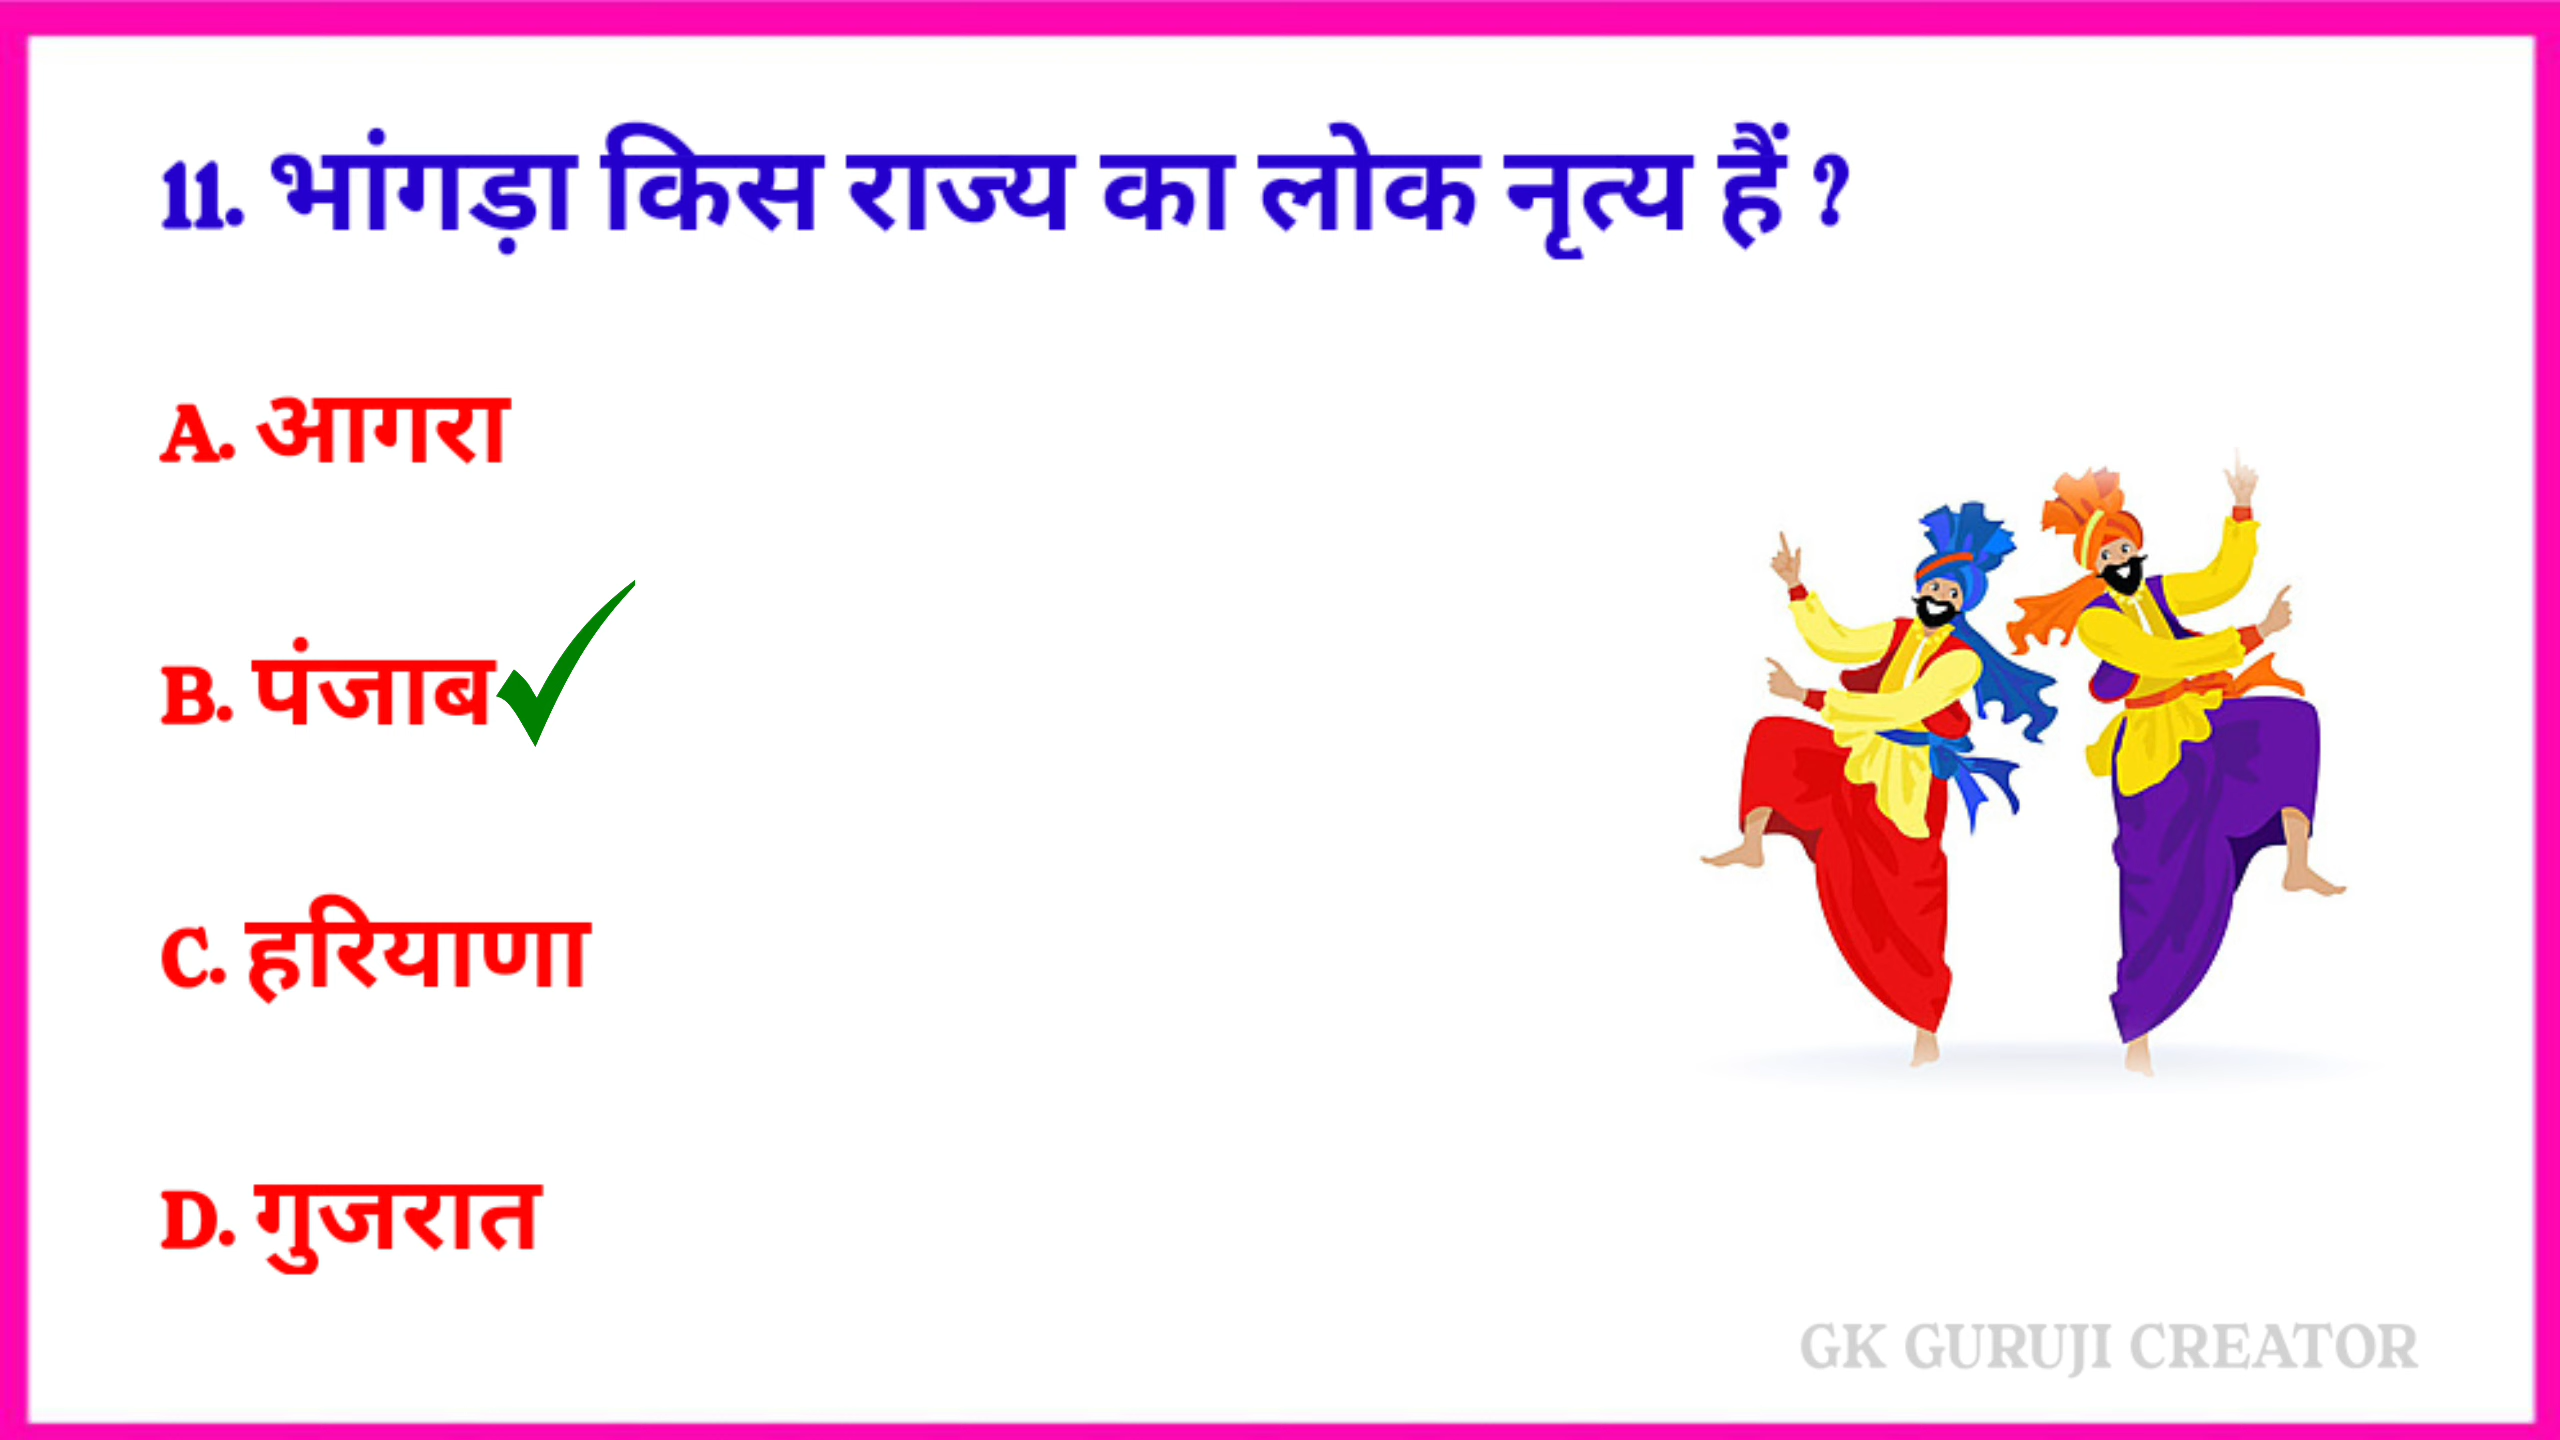 11. भांगड़ा किस राज्य का लोक नृत्य हैं ?
A. आगरा
B. पंजाब
C. हरियाणा
D. गुजरात
GK GURUJI CREATOR